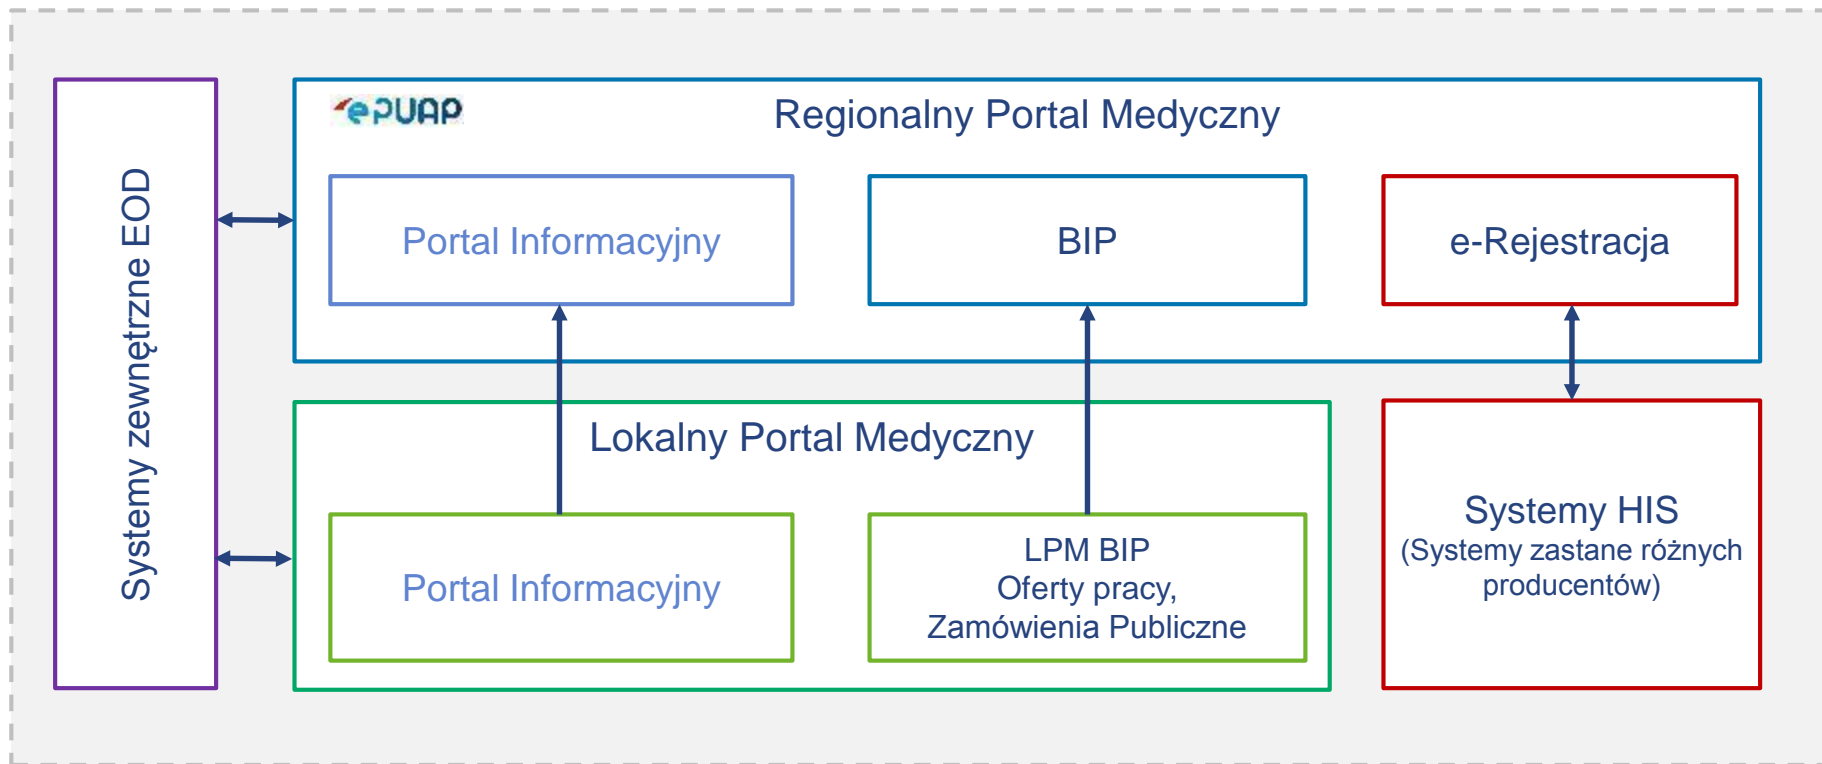 Systemy zewnętrzne EOD
ePUAP
Regionalny Portal Medyczny
Portal Informacyjny
BIP
e-Rejestracja
Lokalny Portal Medyczny
Portal Informacyjny
LPM BIP
Oferty pracy,
Zamówienia Publiczne
Systemy HIS
(Systemy zastane różnych
producentów)